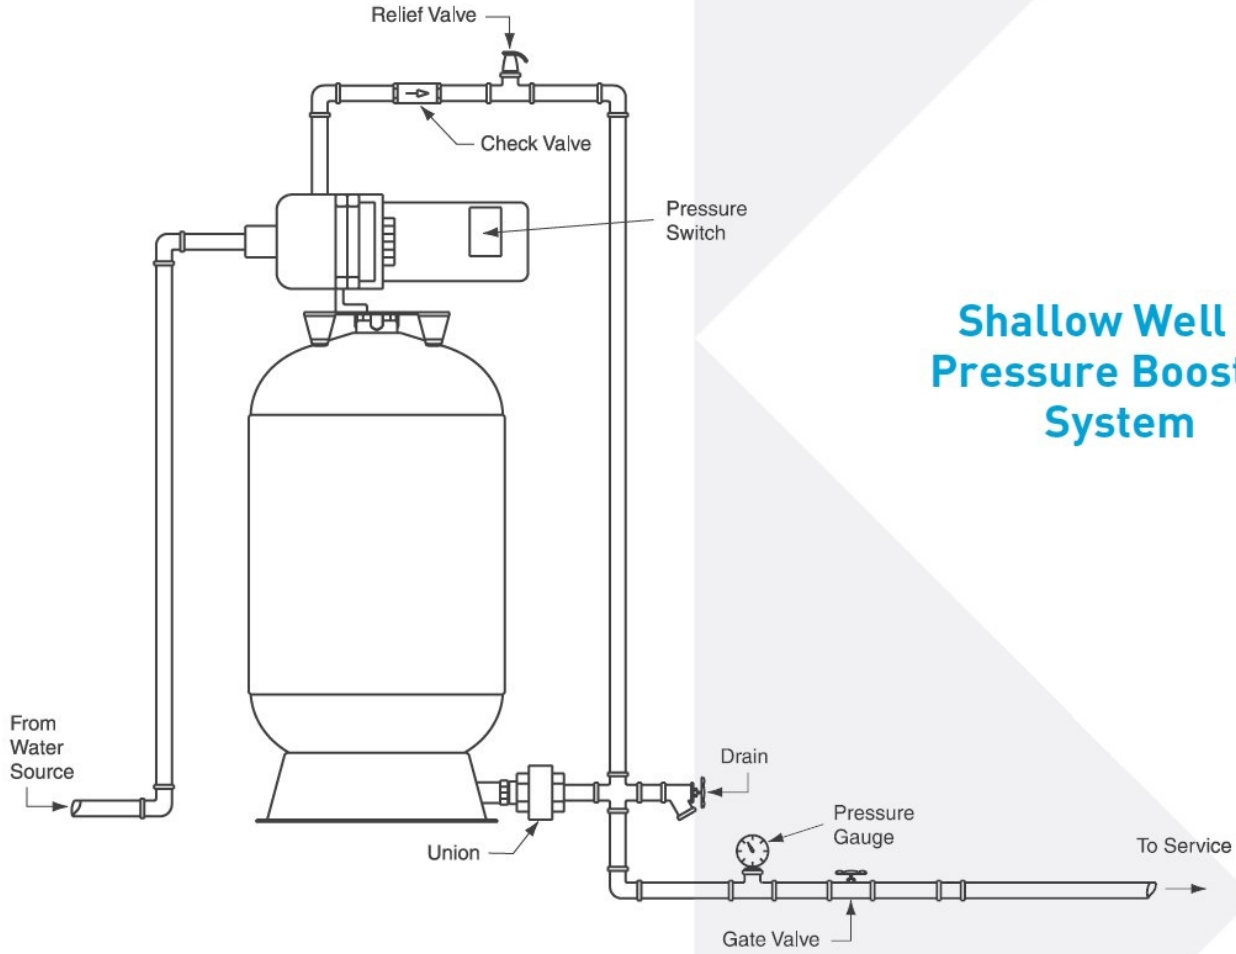 Relief Valve
Check Valve
Pressure
Switch
Shallow Well
Pressure
System
From
Water
Source
Drain
Pressure
Gauge
Union
To Service
Gate Valve